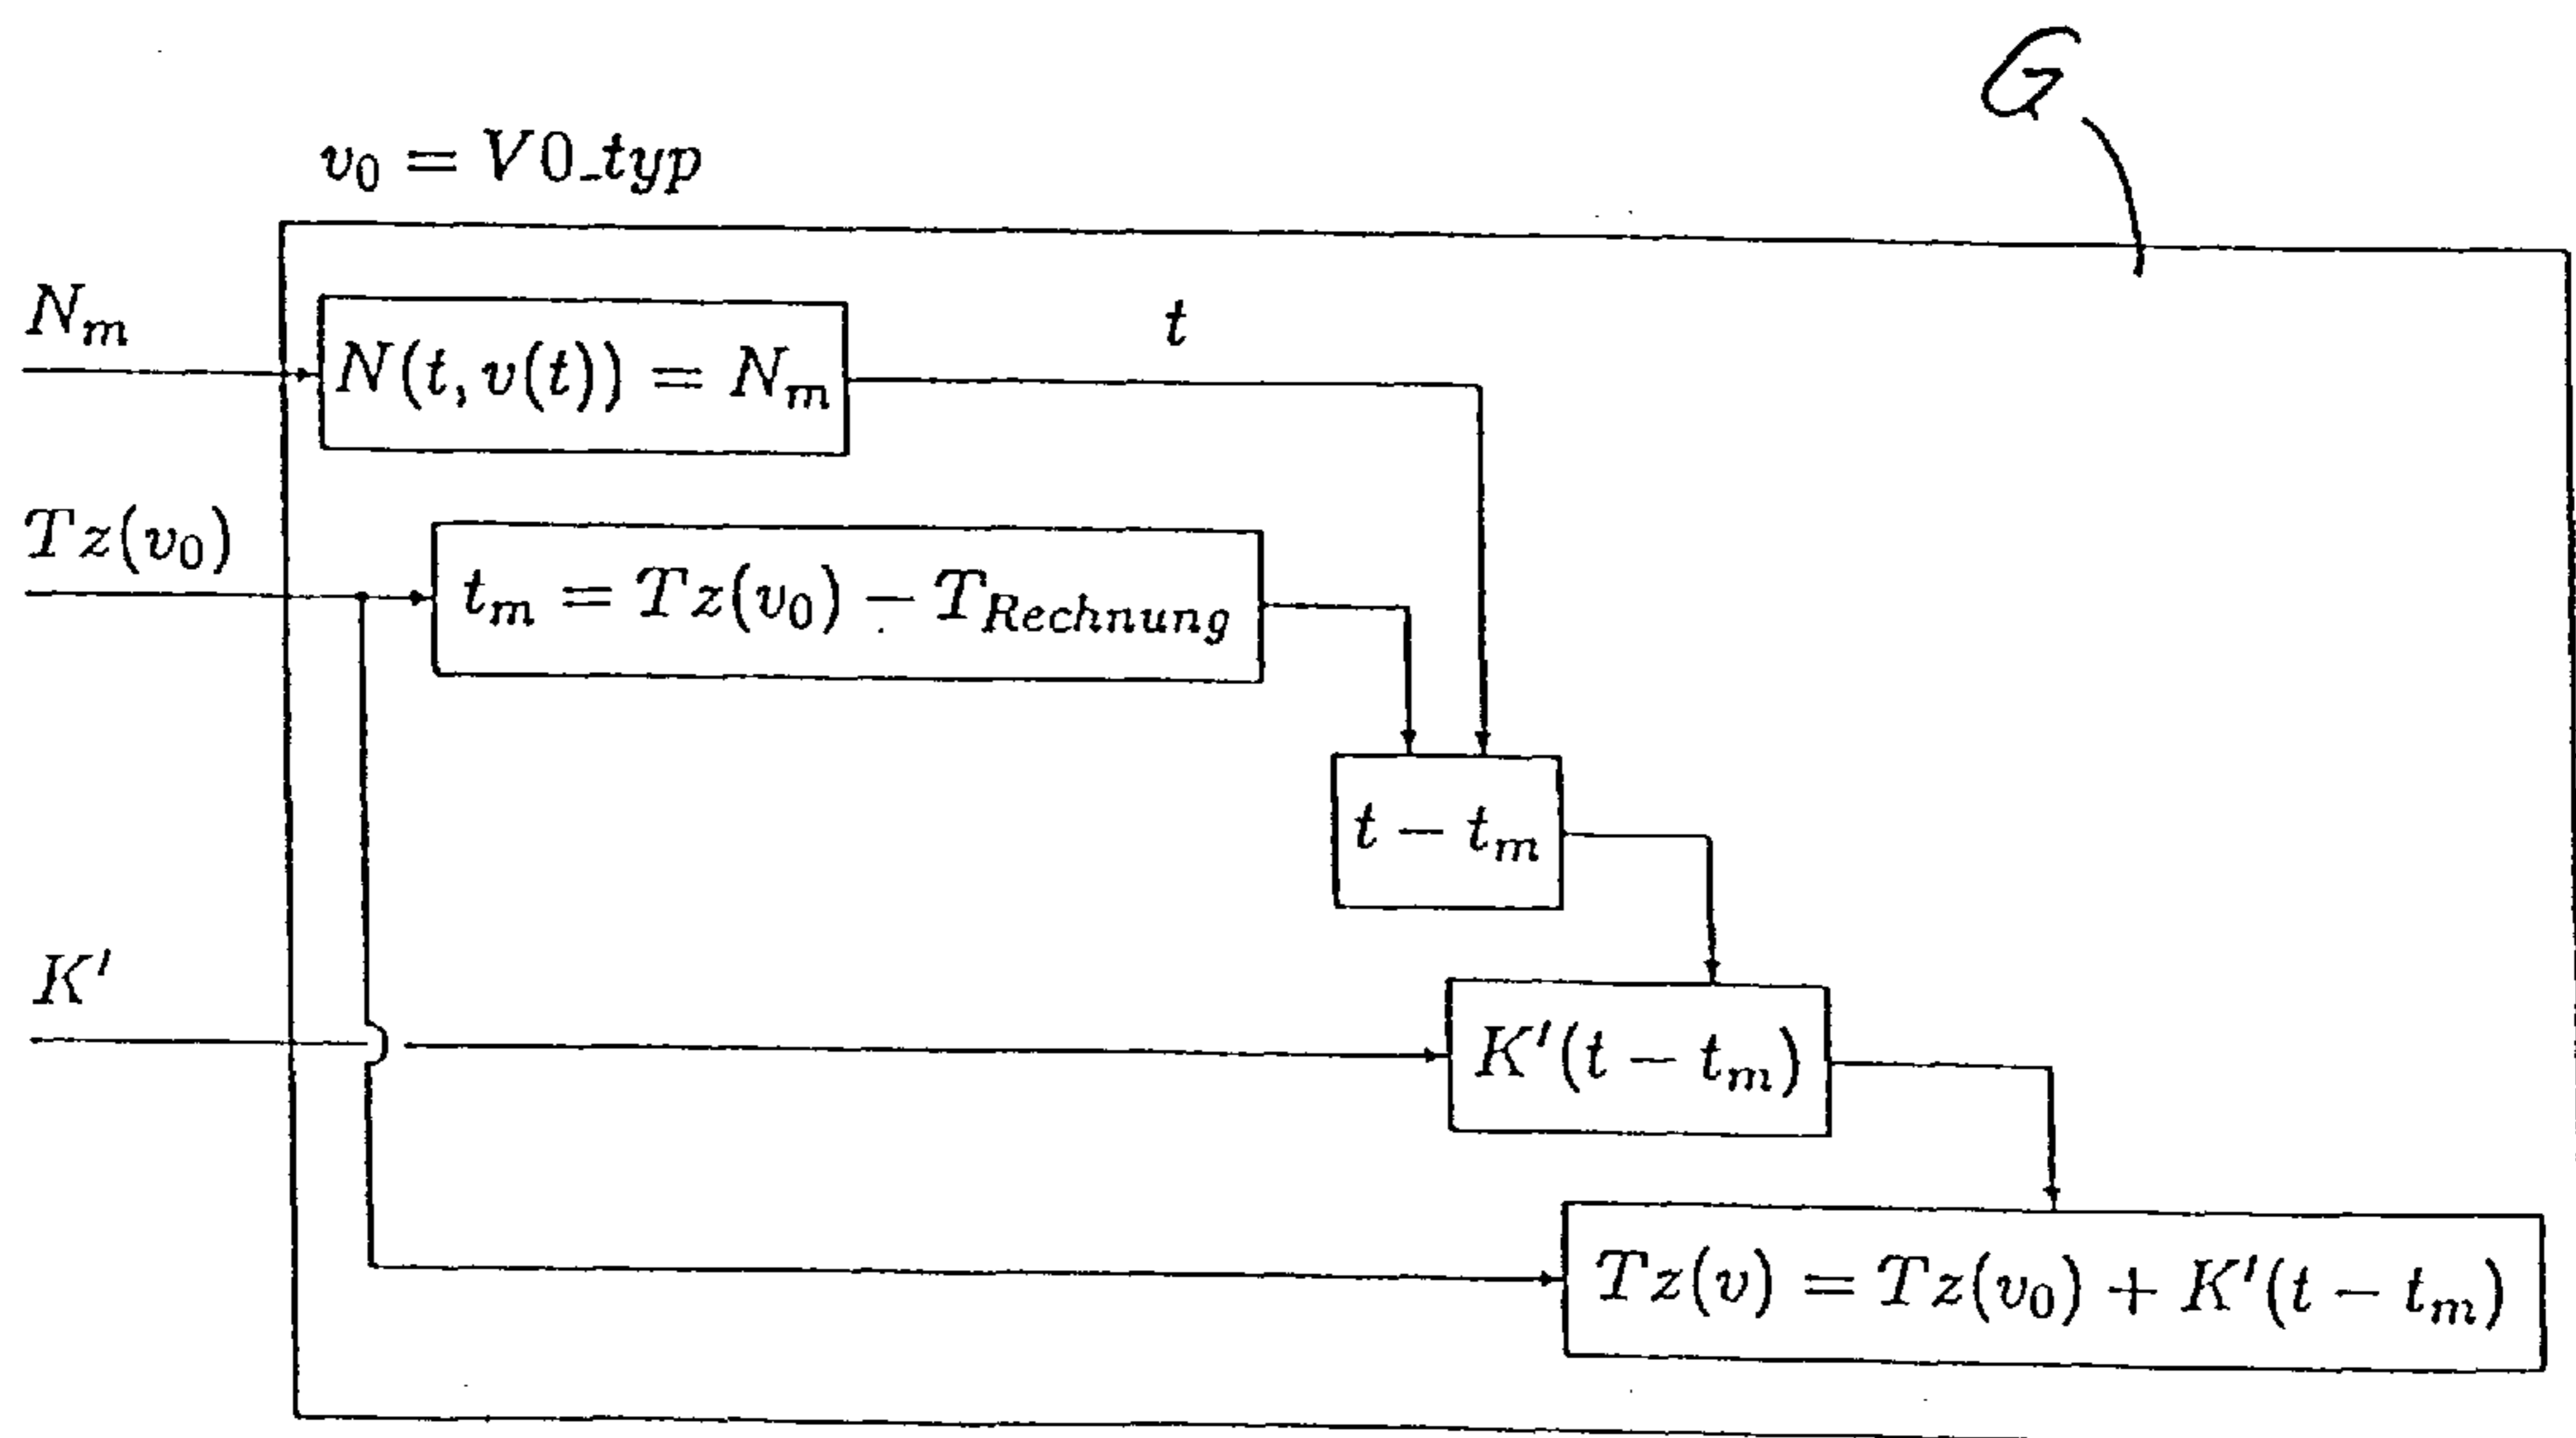 G
v₀ = V0_typ
N_m
t
N(t, v(t)) = N_m
Tz(v₀)
t_m = Tz(v₀) − T_Rechnung
t − t_m
K′
K′(t − t_m)
Tz(v) = Tz(v₀) + K′(t − t_m)